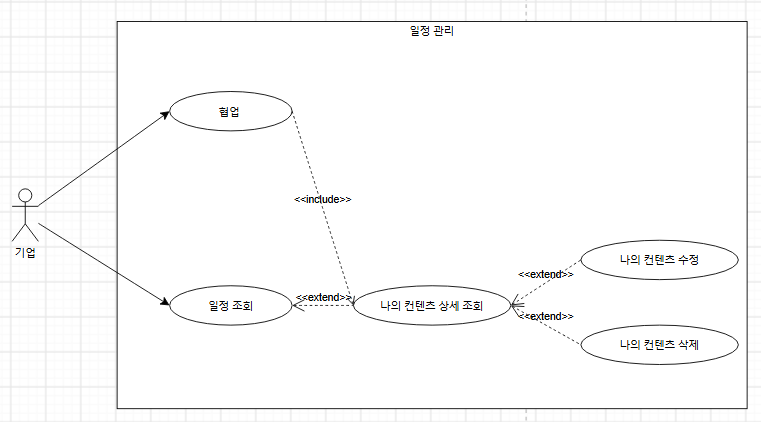 일정 관리
협업
<<include>>
기업
일정 조회
<<extend>>
나의 컨텐츠 상세 조회
<<extend>>
나의 컨텐츠 수정
<<extend>>
나의 컨텐츠 삭제